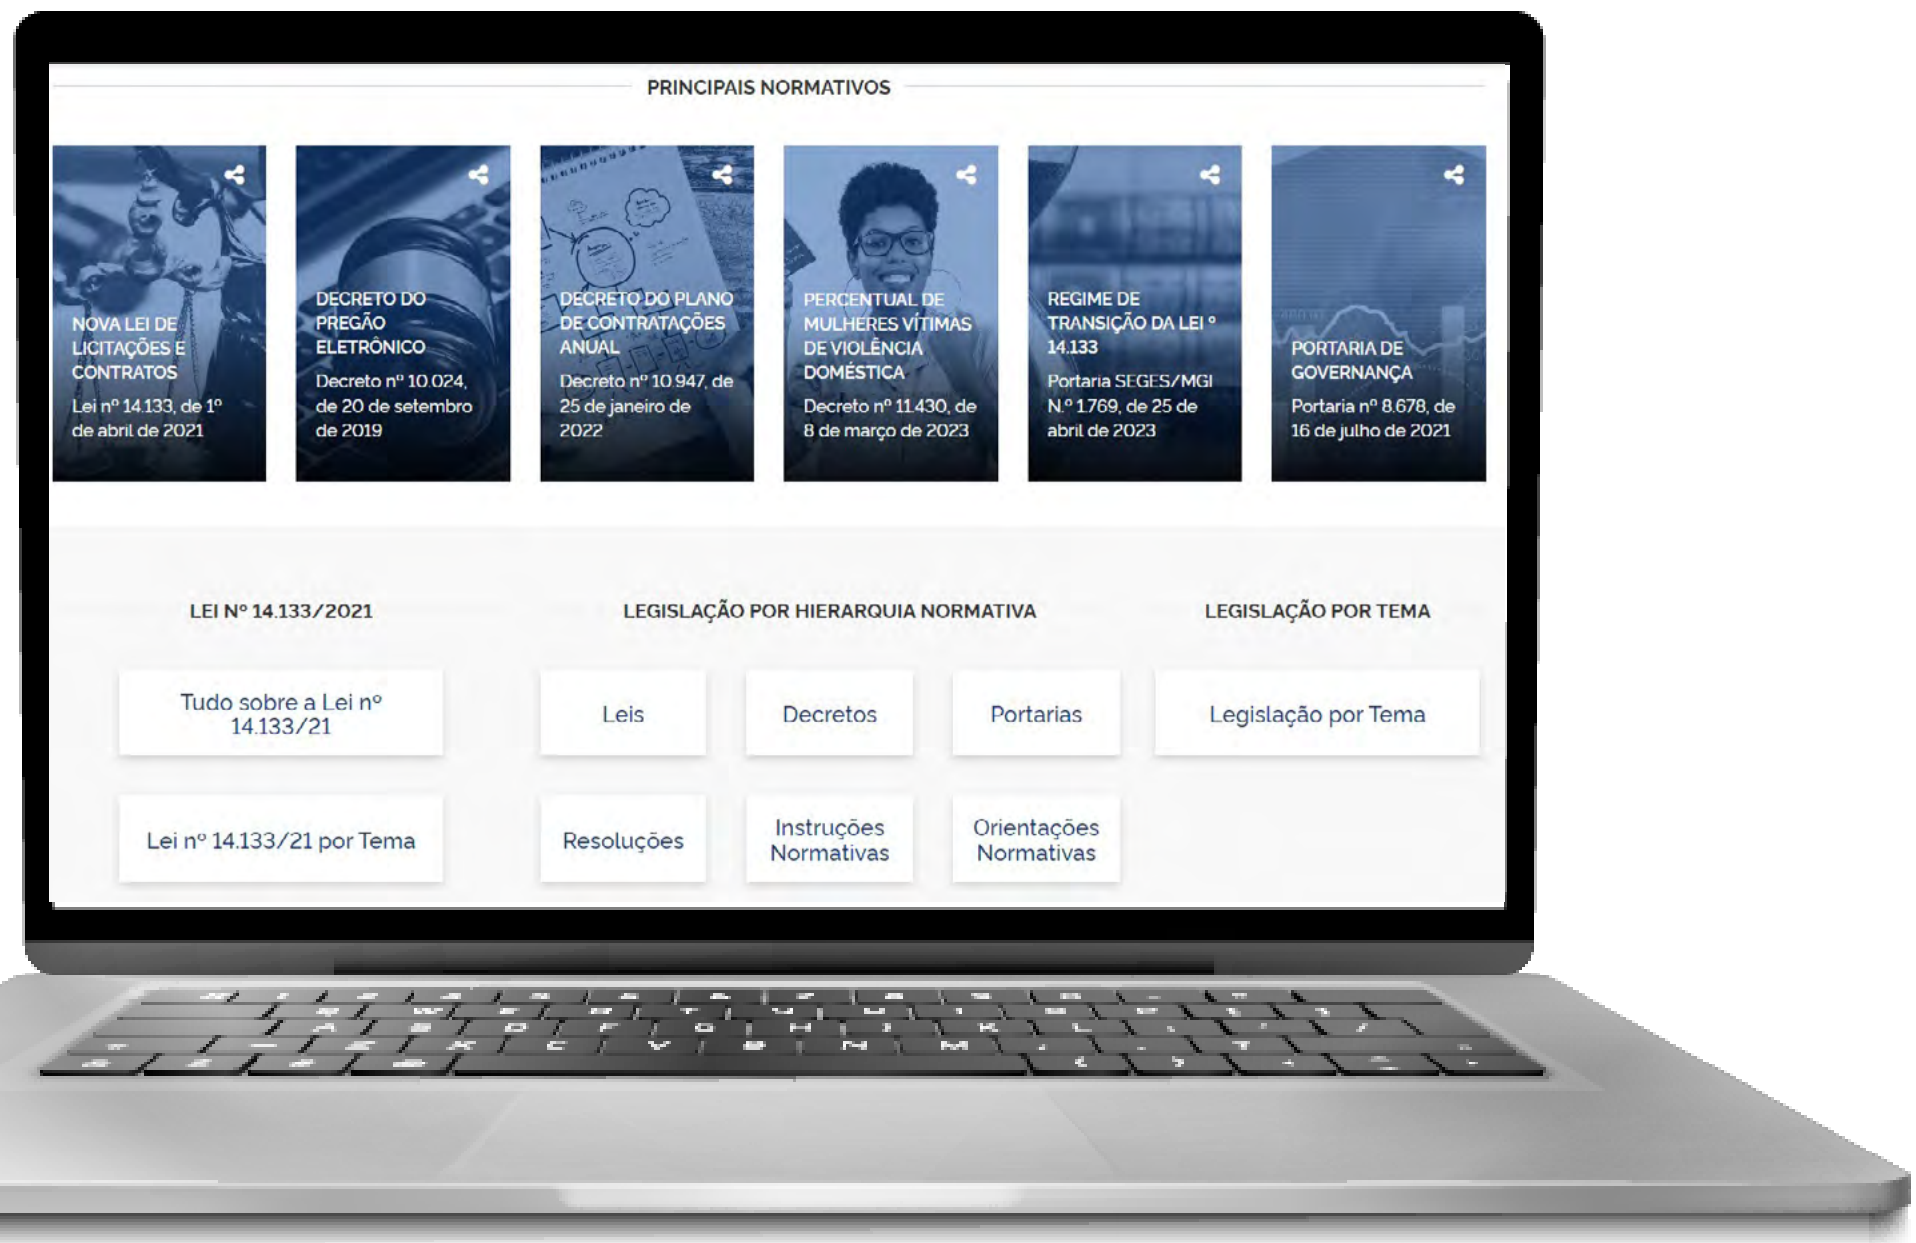 PRINCIPAIS NORMATIVOS
NOVA LEI DE
LICITAÇÕES E
CONTRATOS
Lei nº 14.133, de 1º
de abril de 2021
DECRETO DO
PREGÃO
ELETRÔNICO
Decreto nº 10.024,
de 20 de setembro
de 2019
DECRETO DO PLANO
DE CONTRATAÇÕES
ANUAL
Decreto nº 10.947, de
25 de janeiro de
2022
PERCENTUAL DE
MULHERES VÍTIMAS
DE VIOLÊNCIA
DOMÉSTICA
Decreto nº 11.430, de
8 de março de 2023
REGIME DE
TRANSIÇÃO DA LEI º
14.133
Portaria SEGES/MGI
N.º 1.769, de 25 de
abril de 2023
PORTARIA DE
GOVERNANÇA
Portaria nº 8.678, de
16 de julho de 2021
LEI Nº 14.133/2021
Tudo sobre a Lei nº
14.133/21
Lei nº 14.133/21 por Tema
LEGISLAÇÃO POR HIERARQUIA NORMATIVA
Leis
Decretos
Portarias
Resoluções
Instruções
Normativas
Orientações
Normativas
LEGISLAÇÃO POR TEMA
Legislação por Tema